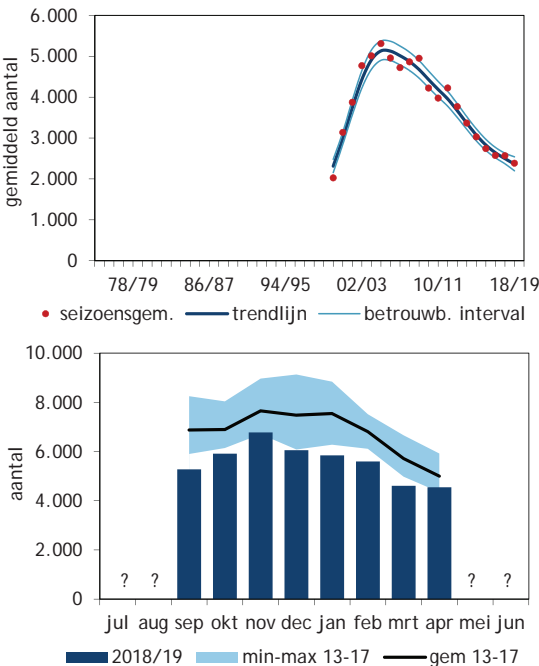 6.000
5.000
4.000
3.000
2.000
1.000
0
gemiddeld aantal
78/79 86/87 94/95 02/03 10/11 18/19
seizoensgem. trendlijn betrouwb. interval
10.000
8.000
6.000
4.000
2.000
0
aantal
? ? ? ?
jul aug sep okt nov dec jan feb mrt apr mei jun
2018/19 min-max 13-17 gem 13-17